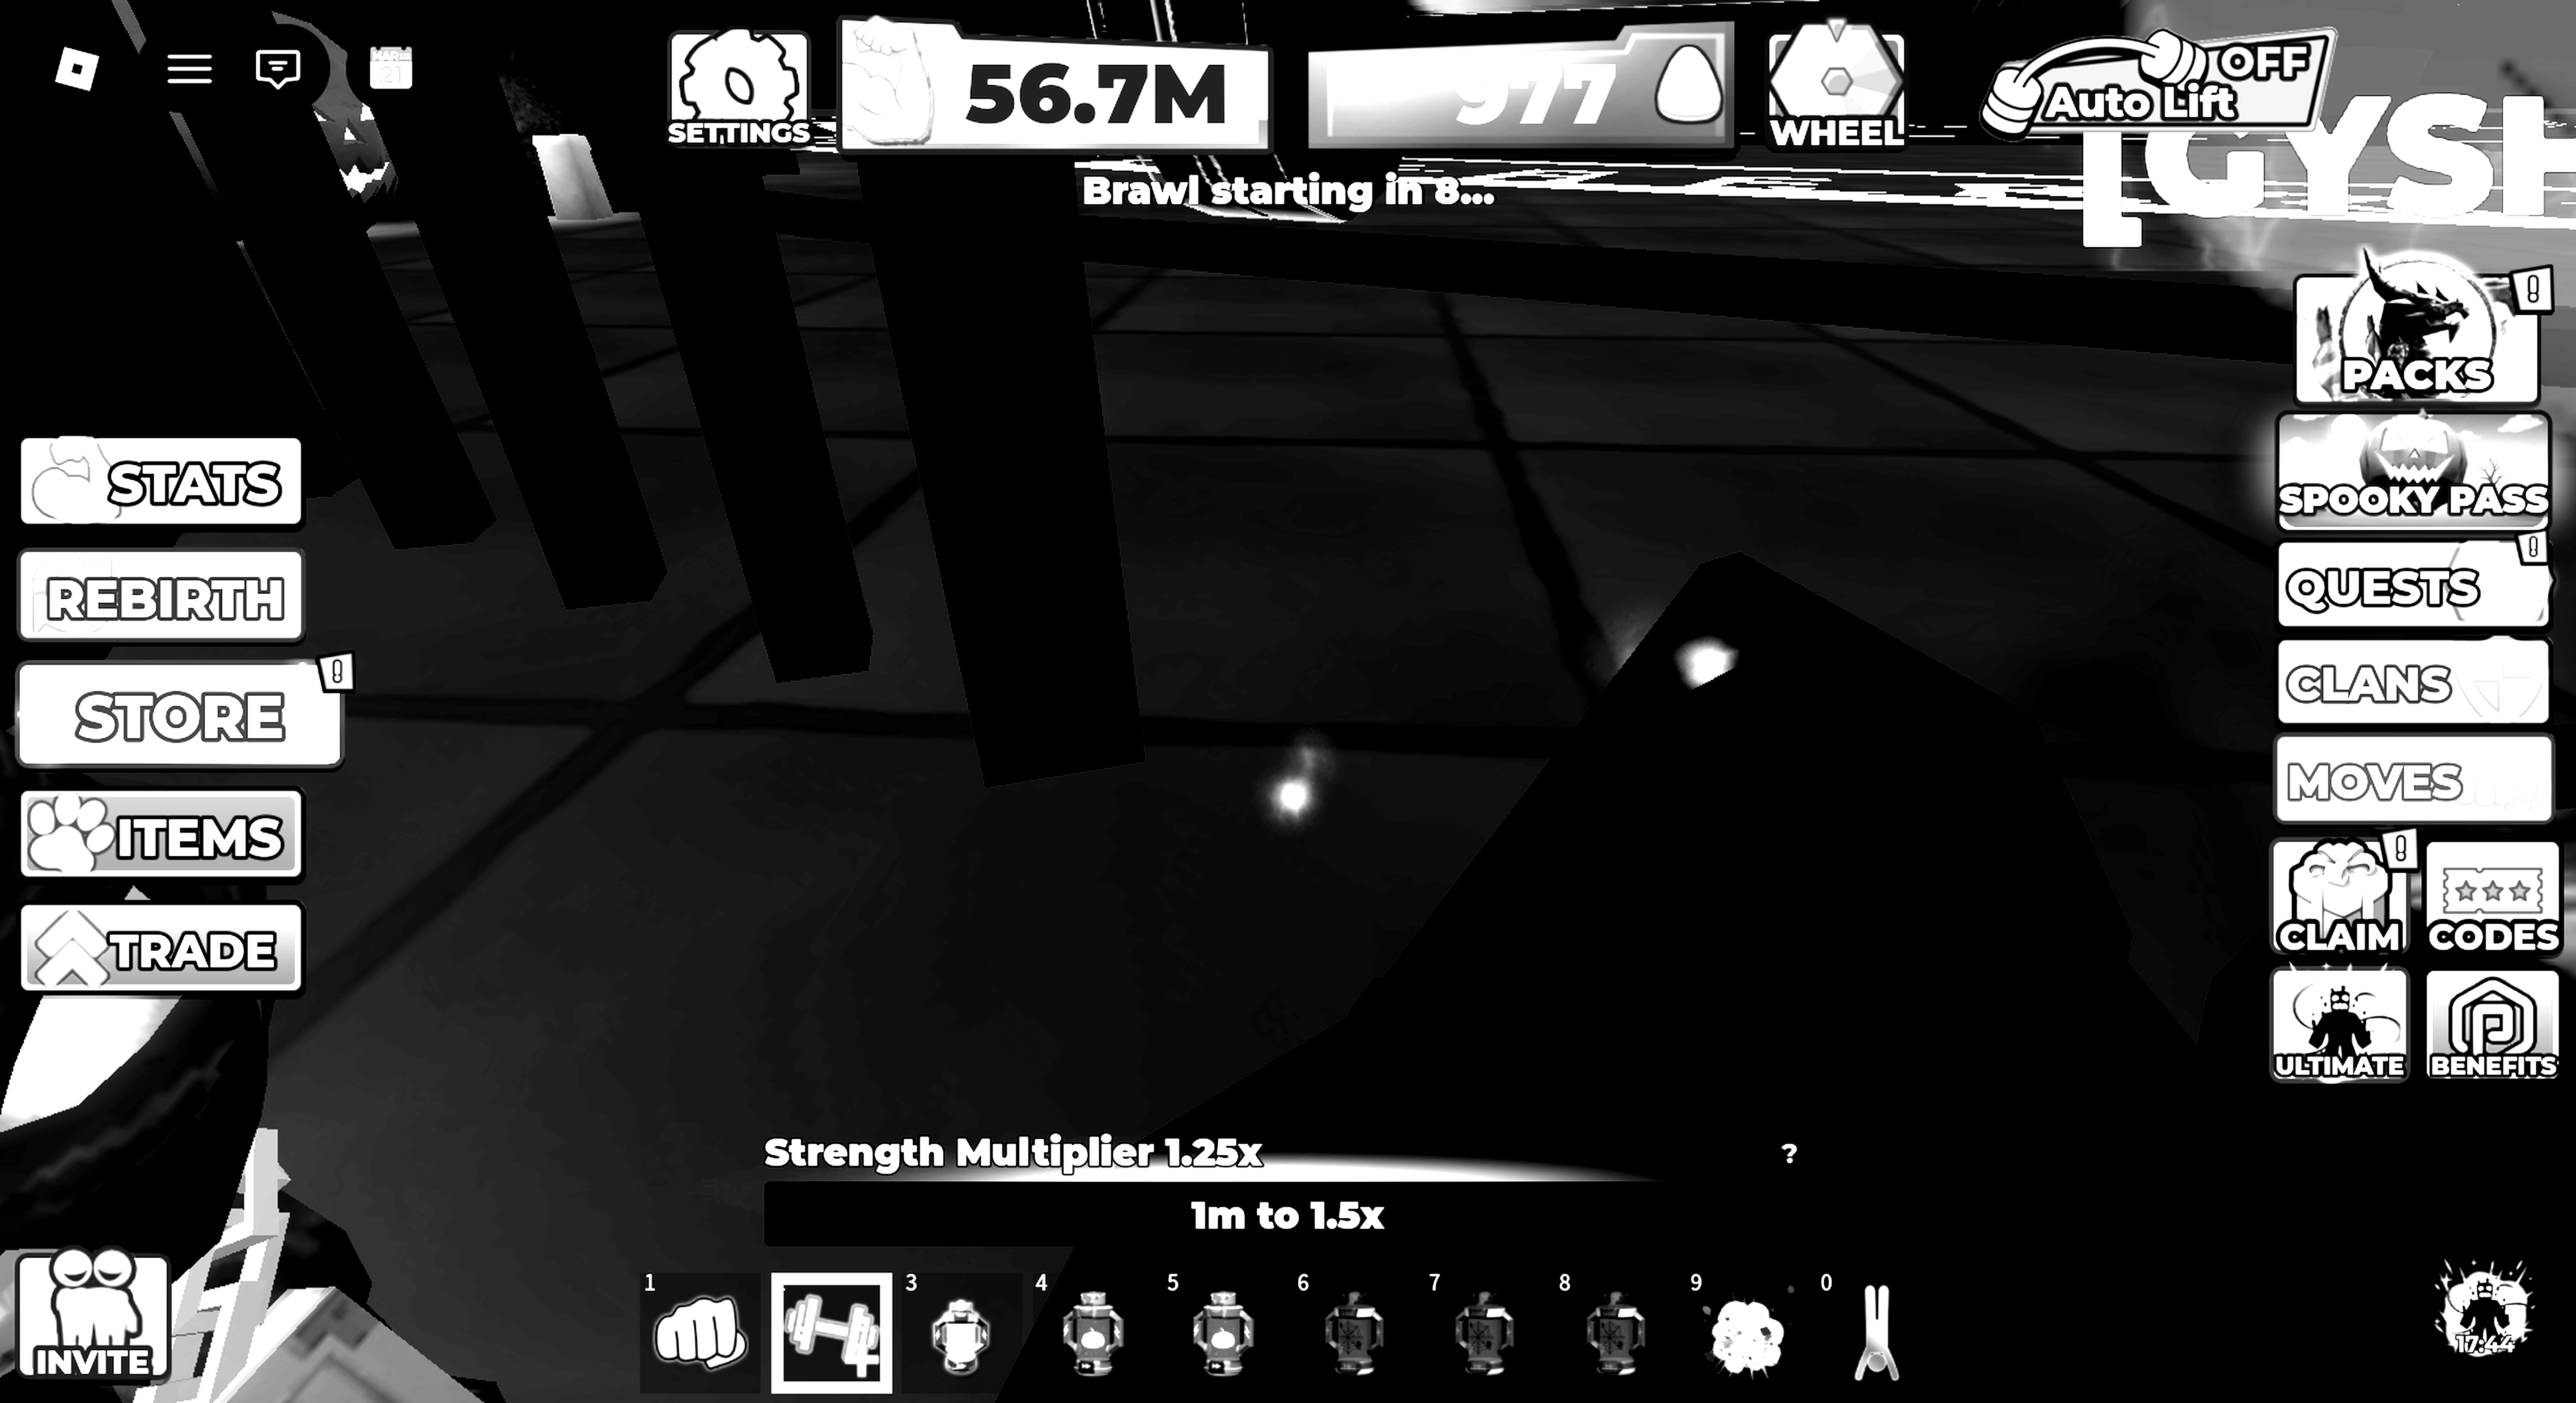 SETTINGS
56.7M
977
WHEEL
OFF
Auto Lift
Brawl starting in 8...
PACKS
SPOOKY PASS
STATS
REBIRTH
STORE
ITEMS
TRADE
QUESTS
CLANS
MOVES
CLAIM
CODES
ULTIMATE
BENEFITS
Strength Multiplier 1.25x
?
1m to 1.5x
INVITE
1
3
4
5
6
7
8
9
0
17:44